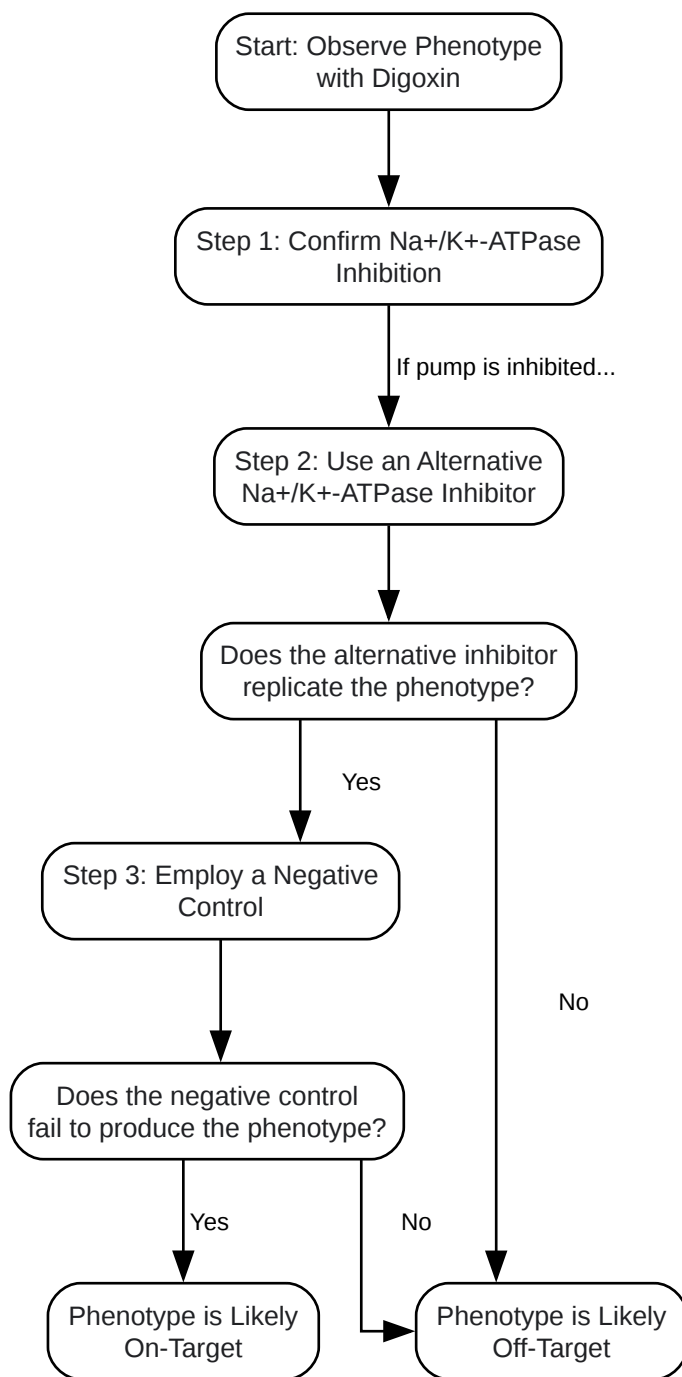 Start: Observe Phenotype
with Digoxin
Step 1: Confirm Na+/K+-ATPase
Inhibition
If pump is inhibited...
Step 2: Use an Alternative
Na+/K+-ATPase Inhibitor
Does the alternative inhibitor
replicate the phenotype?
Yes
Step 3: Employ a Negative
Control
No
Does the negative control
fail to produce the phenotype?
Yes
No
Phenotype is Likely
On-Target
Phenotype is Likely
Off-Target